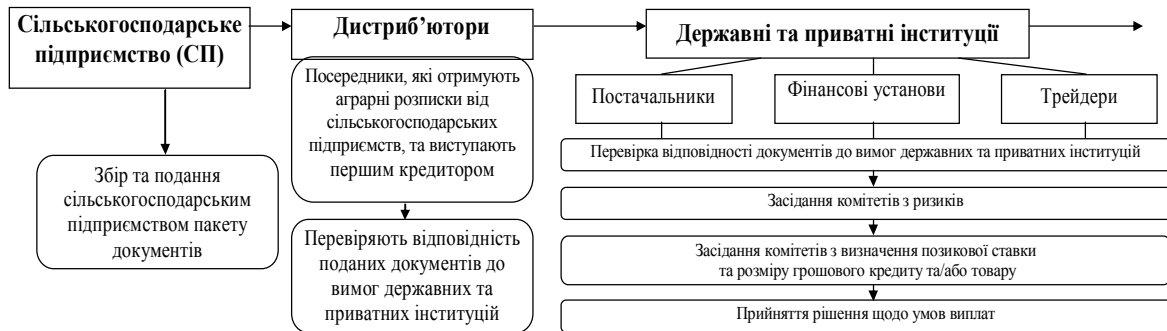 Сільськогосподарське
підприємство (СП)
Збір та подання
сільськогосподарським
підприємством пакету
документів
Дистриб’ютори
Посередники, які отримують
аграрні розписки від
сільськогосподарських
підприємств, та виступають
першим кредитором
Перевіряють відповідність
поданих документів до
вимог державних та
приватних інституцій
Державні та приватні інституції
Постачальники
Фінансові установи
Трейдери
Перевірка відповідності документів до вимог державних та приватних інституцій
Засідання комітетів з ризиків
Засідання комітетів з визначення позикової ставки
та розміру грошового кредиту та/або товару
Прийняття рішення щодо умов виплат